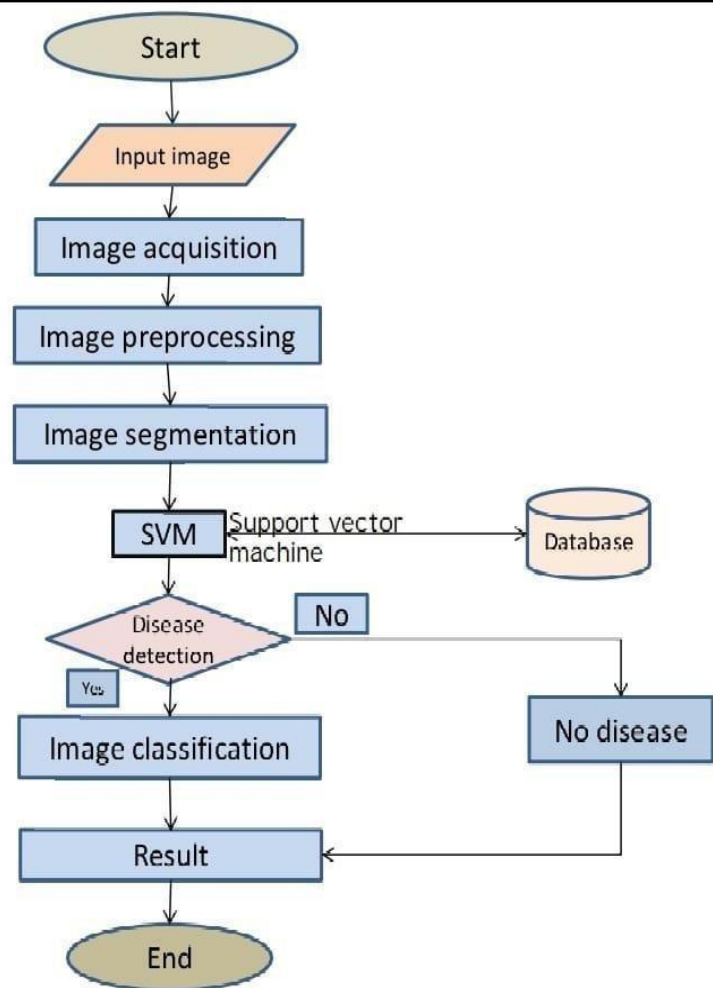 Start
Input image
Image acquisition
Image preprocessing
Image segmentation
SVM
Support vector
machine
Database
Disease
detection
No
Yes
Image classification
No disease
Result
End